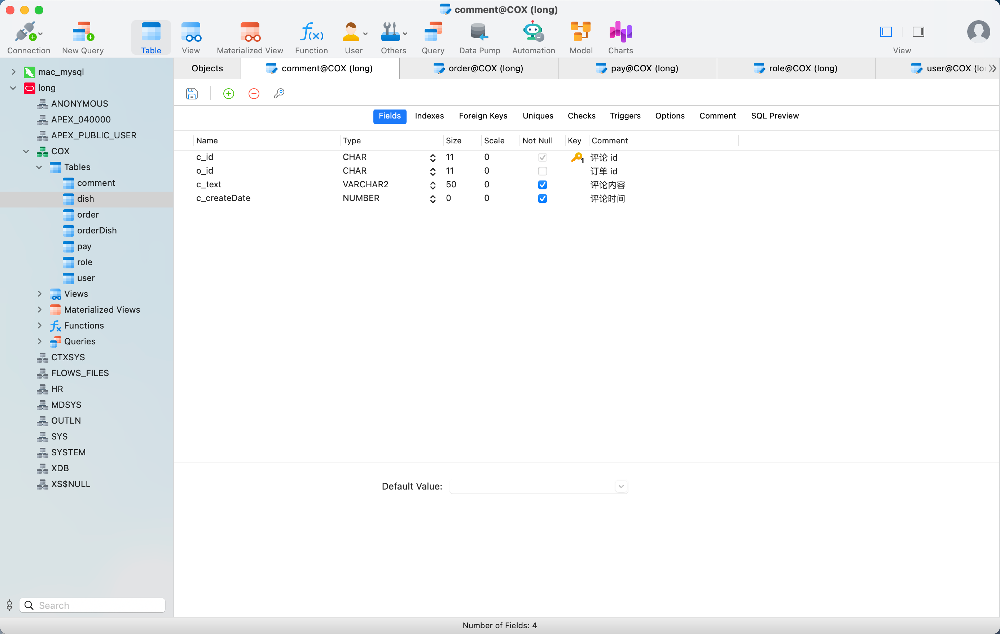 comment@COX (long)
Connection New Query Table View Materialized View Function User Others Query Data Pump Automation Model Charts View
mac_mysql
long
ANONYMOUS
APEX_040000
APEX_PUBLIC_USER
COX
Tables
comment
dish
order
orderDish
pay
role
user
Views
Materialized Views
Functions
Queries
CTXSYS
FLOWS_FILES
HR
MDSYS
OUTLN
SYS
SYSTEM
XDB
XS$NULL
Search
Objects comment@COX (long) order@COX (long) pay@COX (long) role@COX (long) user@COX (lo
Fields Indexes Foreign Keys Uniques Checks Triggers Options Comment SQL Preview
Name Type Size Scale Not Null Key Comment
c_id CHAR 11 0 1 评论 id
o_id CHAR 11 0 订单 id
c_text VARCHAR2 50 0 评论内容
c_createDate NUMBER 0 0 评论时间
Default Value:
Number of Fields: 4